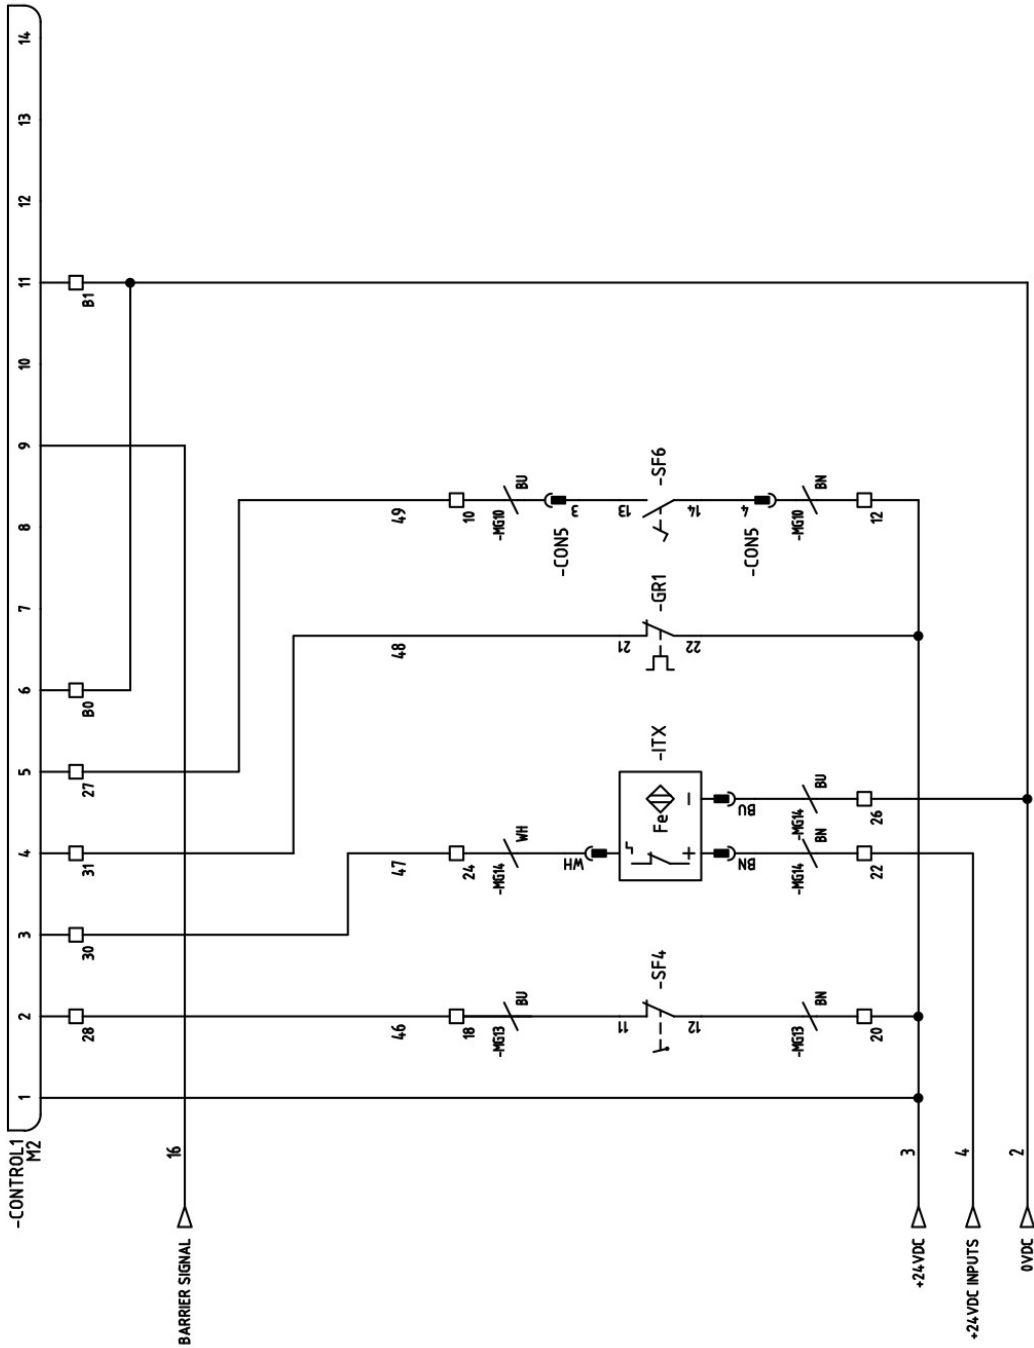 -CONTROL1
M2
1 2 3 4 5 6 7 8 9 10 11 12 13 14
28 30 31 27 B0 B1
BARRIER SIGNAL 16
46 47 48 49
18 24 10
-MG13 BU -MG14 WH -MG10 BU
WH -CON5 3
11 21 13
-SF4 -ITX -GR1 -SF6
Fe
+ −
12 22 14
BN BU -CON5 4
-MG13 BN -MG14 BN -MG14 BU -MG10 BN
20 22 26 12
+24VDC 3
+24VDC INPUTS 4
0VDC 2